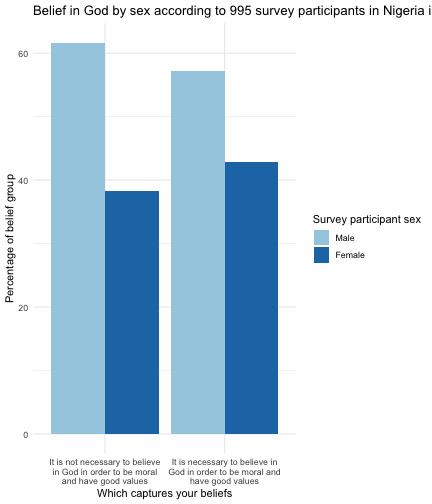 Belief in God by sex according to 995 survey participants in Nigeria i
Percentage of belief group
60
40
20
0
It is not necessary to believe
in God in order to be moral
and have good values
It is necessary to believe in
God in order to be moral and
have good values
Which captures your beliefs
Survey participant sex
Male
Female